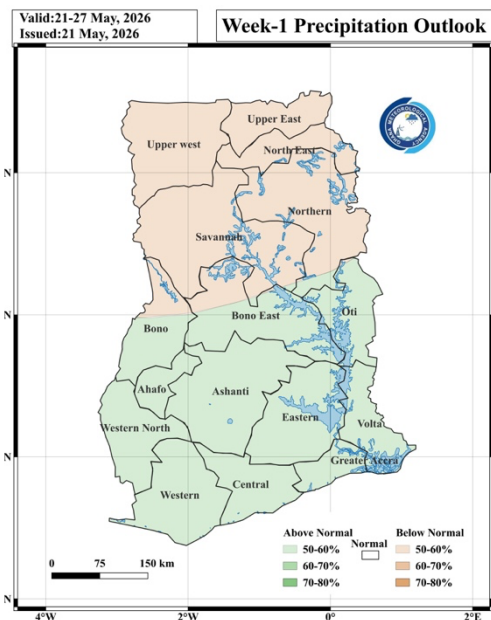 Valid:21-27 May, 2026
Issued:21 May, 2026
Week-1 Precipitation Outlook
Upper East
Upper west
North East
N
Northern
Savannah
N
Bono East
Oti
Bono
Ahafo
Ashanti
Eastern
Western North
Volta
N
Greater Accra
Central
Western
Above Normal
Normal
Below Normal
50-60%
50-60%
60-70%
60-70%
70-80%
70-80%
0
75
150 km
N
4°W
2°W
0°
2°E